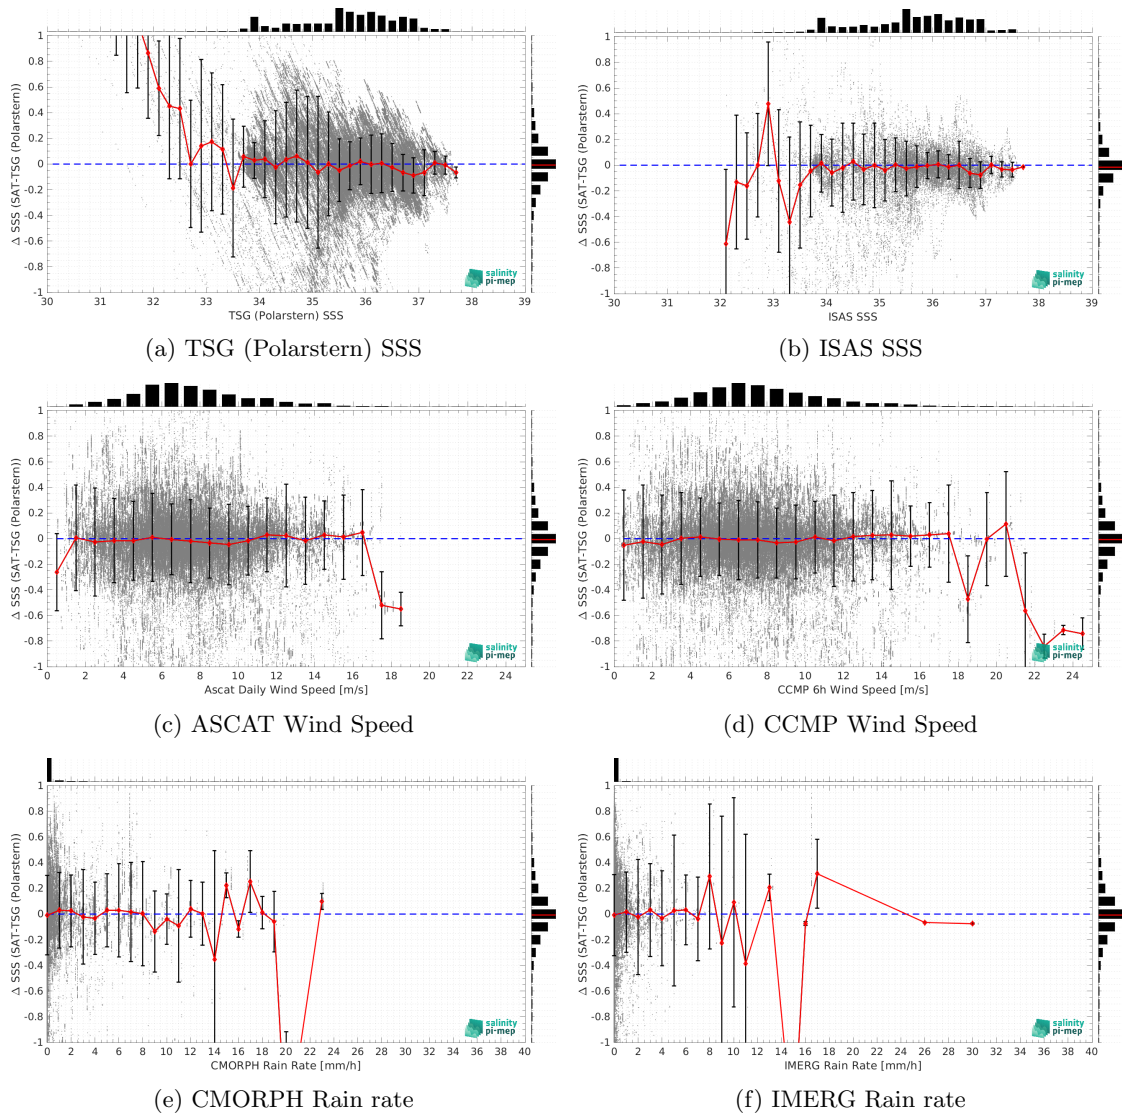 1
0.8
0.6
0.4
0.2
0
-0.2
-0.4
-0.6
-0.8
-1
Δ SSS (SAT-TSG (Polarstern))
salinity
pi-mep
30 31 32 33 34 35 36 37 38 39
TSG (Polarstern) SSS
(a) TSG (Polarstern) SSS
1
0.8
0.6
0.4
0.2
0
-0.2
-0.4
-0.6
-0.8
-1
Δ SSS (SAT-TSG (Polarstern))
salinity
pi-mep
30 31 32 33 34 35 36 37 38 39
ISAS SSS
(b) ISAS SSS
1
0.8
0.6
0.4
0.2
0
-0.2
-0.4
-0.6
-0.8
-1
Δ SSS (SAT-TSG (Polarstern))
salinity
pi-mep
0 2 4 6 8 10 12 14 16 18 20 22 24
Ascat Daily Wind Speed [m/s]
(c) ASCAT Wind Speed
1
0.8
0.6
0.4
0.2
0
-0.2
-0.4
-0.6
-0.8
-1
Δ SSS (SAT-TSG (Polarstern))
salinity
pi-mep
0 2 4 6 8 10 12 14 16 18 20 22 24
CCMP 6h Wind Speed [m/s]
(d) CCMP Wind Speed
1
0.8
0.6
0.4
0.2
0
-0.2
-0.4
-0.6
-0.8
-1
Δ SSS (SAT-TSG (Polarstern))
salinity
pi-mep
0 2 4 6 8 10 12 14 16 18 20 22 24 26 28 30 32 34 36 38 40
CMORPH Rain Rate [mm/h]
(e) CMORPH Rain rate
1
0.8
0.6
0.4
0.2
0
-0.2
-0.4
-0.6
-0.8
-1
Δ SSS (SAT-TSG (Polarstern))
salinity
pi-mep
0 2 4 6 8 10 12 14 16 18 20 22 24 26 28 30 32 34 36 38 40
IMERG Rain Rate [mm/h]
(f) IMERG Rain rate